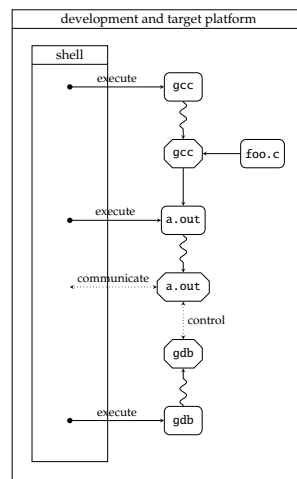 development and target platform
shell
execute
gcc
gcc
foo.c
execute
a.out
communicate
a.out
control
gdb
execute
gdb